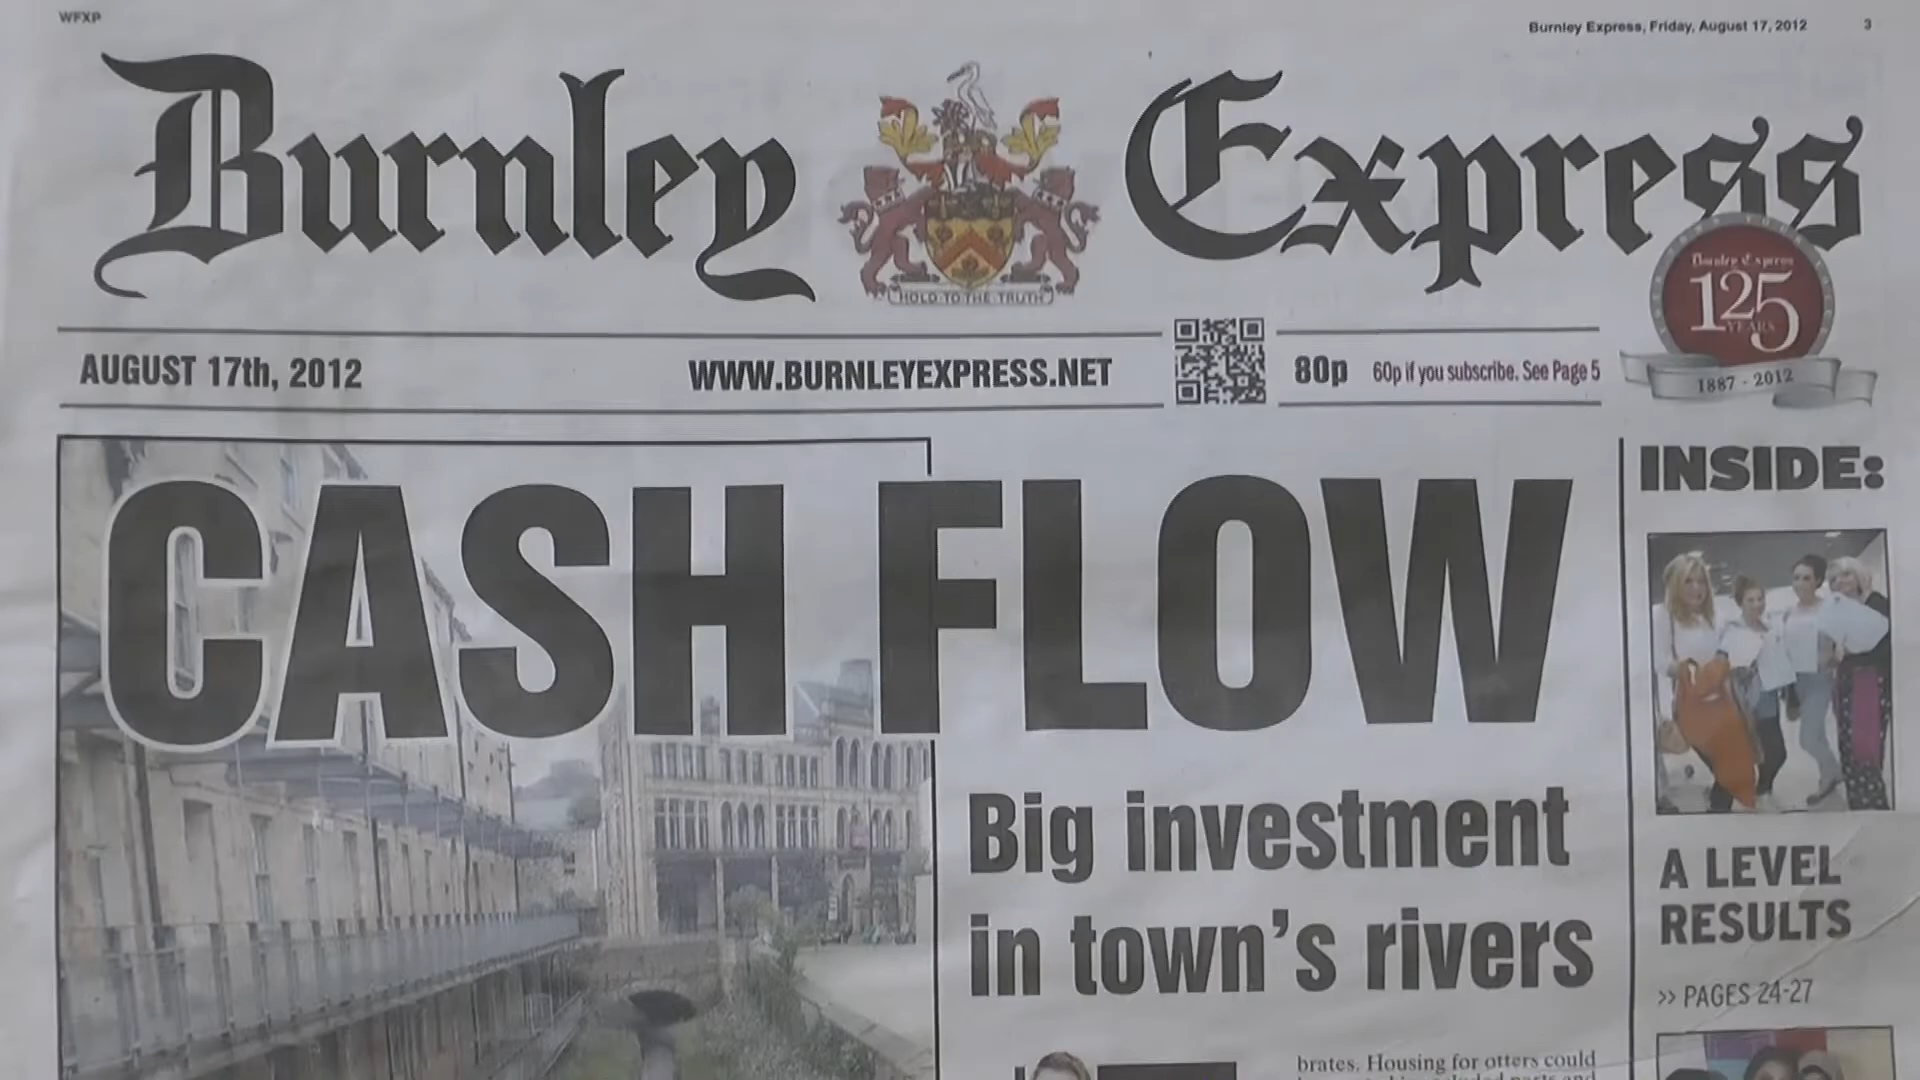 WFXP
Burnley Express, Friday, August 17, 2012 3
Burnley Express
HOLD TO THE TRUTH
Burnley Express
125
YEARS
1887 - 2012
AUGUST 17th, 2012
WWW.BURNLEYEXPRESS.NET
80p 60p if you subscribe. See Page 5
CASH FLOW
Big investment
in town's rivers
brates. Housing for otters could
INSIDE:
A LEVEL
RESULTS
>> PAGES 24-27